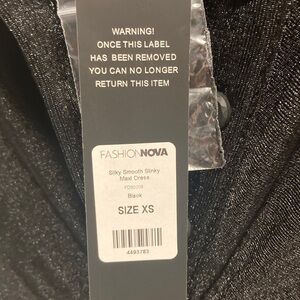 WARNING!
ONCE THIS LABEL
HAS BEEN REMOVED
YOU CAN NO LONGER
RETURN THIS ITEM
FASHIONNOVA
Silky Smooth Slinky
Maxi Dress
Black
SIZE XS
4493783